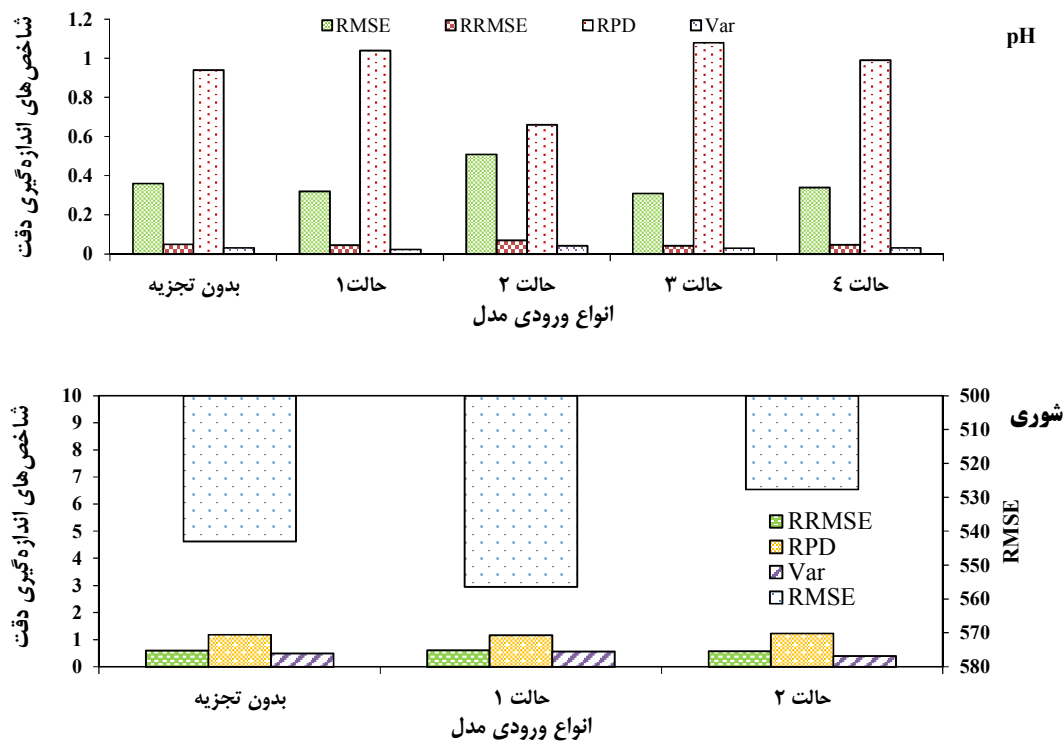 RMSE RRMSE RPD Var
pH
شاخص‌های اندازه‌گیری دقت
1.2
1
0.8
0.6
0.4
0.2
0
بدون تجزیه حالت۱ حالت ۲ حالت ۳ حالت ٤
انواع ورودی مدل
شوری
شاخص‌های اندازه‌گیری دقت
10
9
8
7
6
5
4
3
2
1
0
500
510
520
530
540
550
560
570
580
RMSE
RRMSE
RPD
Var
RMSE
بدون تجزیه حالت ۱ حالت ۲
انواع ورودی مدل